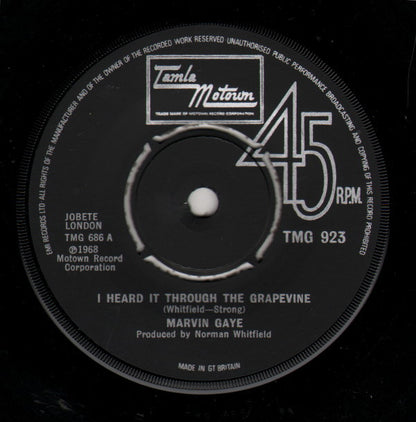 EMI RECORDS LTD ALL RIGHTS OF THE MANUFACTURER AND OF THE OWNER OF THE RECORDED WORK RESERVED UNAUTHORISED PUBLIC PERFORMANCE BROADCASTING AND COPYING OF THIS RECORD PROHIBITED
Tamla
Motown
TRADE MARK OF MOTOWN RECORD CORPORATION
45
RPM.
JOBETE
LONDON
TMG 686 A
℗1968
Motown Record
Corporation
TMG 923
I HEARD IT THROUGH THE GRAPEVINE
(Whitfield—Strong)
MARVIN GAYE
Produced by Norman Whitfield
MADE IN GT BRITAIN